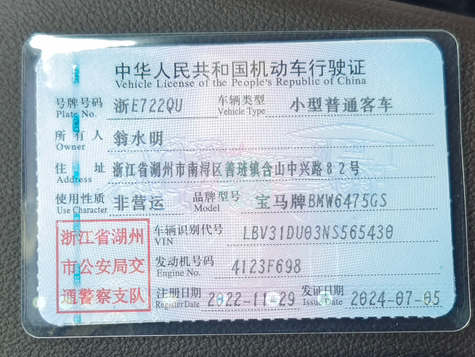 中华人民共和国机动车行驶证
Vehicle License of the People's Republic of China
号牌号码 浙E722QU 车辆类型 小型普通客车
Plate No. Vehicle Type
所有人 翁水明
Owner
住址 浙江省湖州市南浔区善琏镇含山中兴路82号
Address
使用性质 非营运 品牌型号 宝马牌BMW6475GS
Use Character Model
浙江省湖州
市公安局交
通警察支队
车辆识别代号 LBV31DU03NS565430
VIN
发动机号码 4123F698
Engine No.
注册日期 2022-11-29 发证日期 2024-07-05
Register Date Issue Date